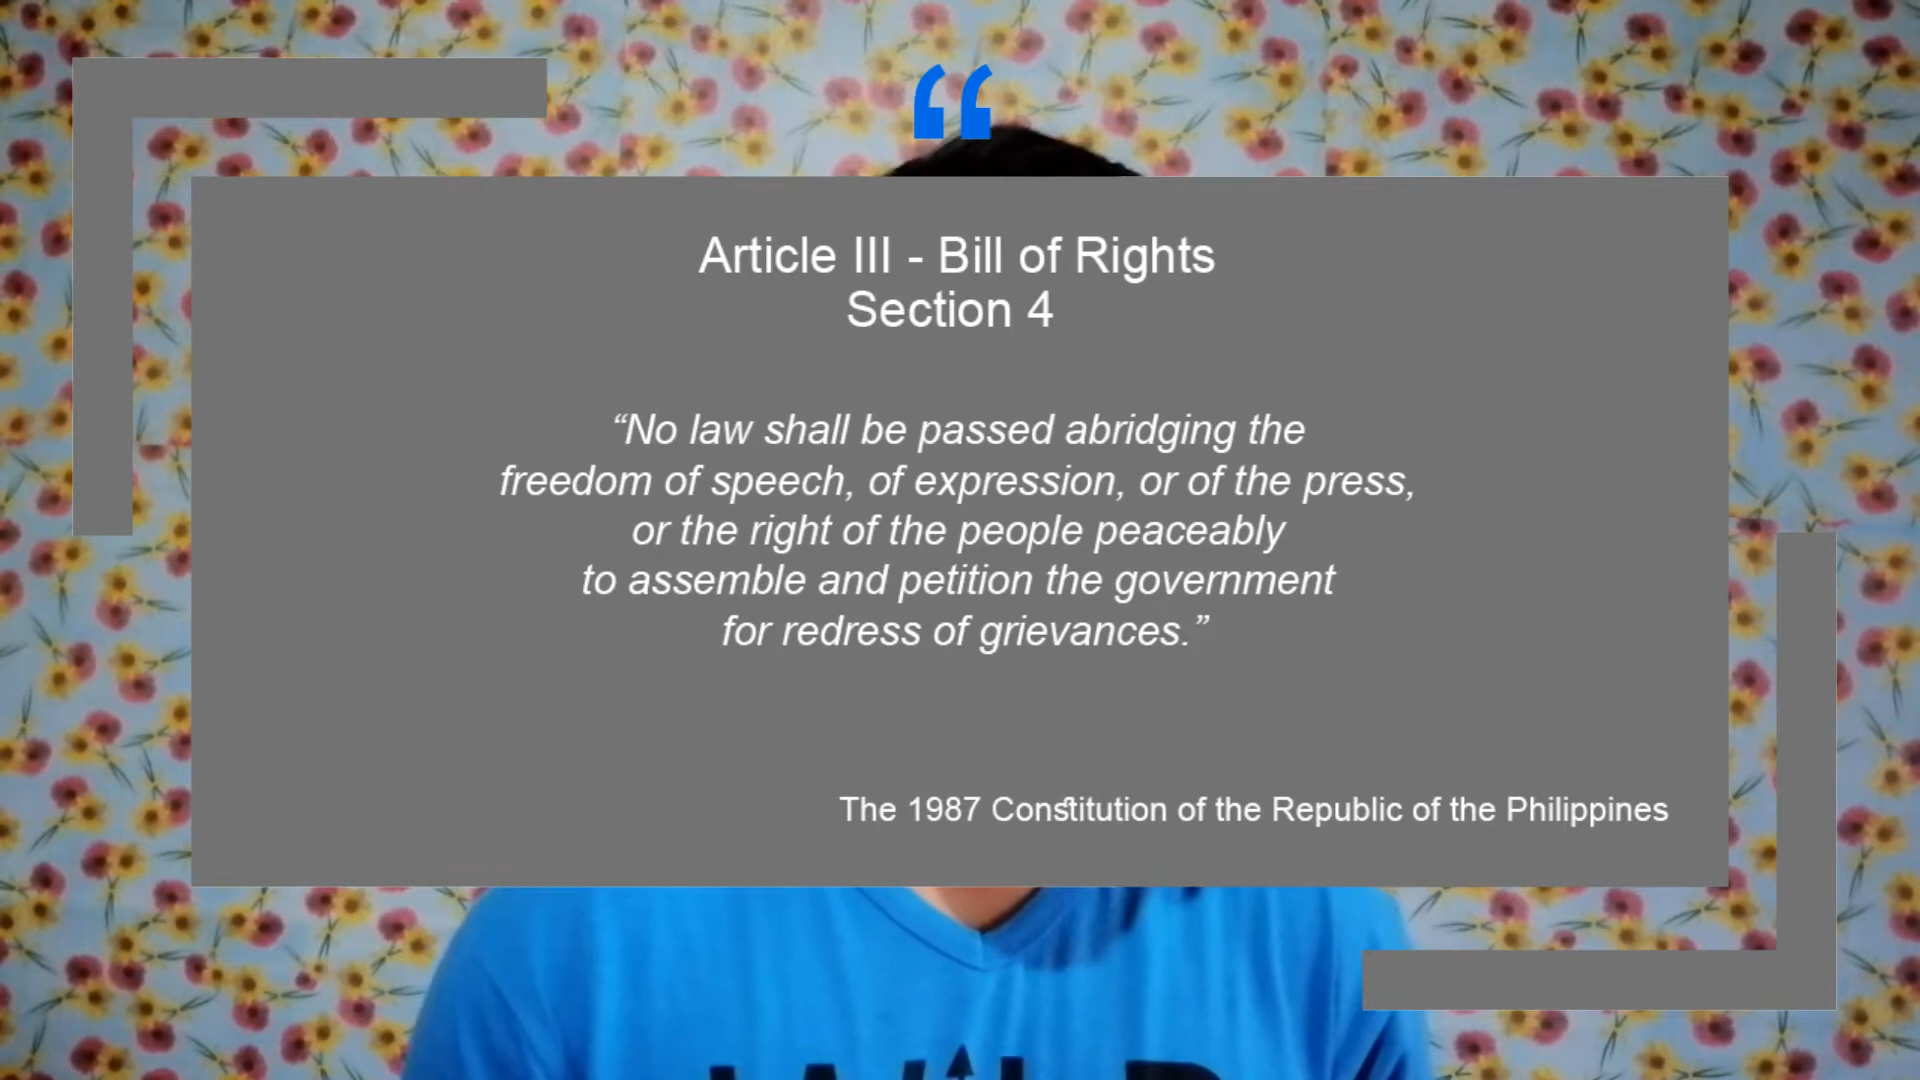 “
Article III - Bill of Rights
Section 4
“No law shall be passed abridging the
freedom of speech, of expression, or of the press,
or the right of the people peaceably
to assemble and petition the government
for redress of grievances.”
The 1987 Constitution of the Republic of the Philippines